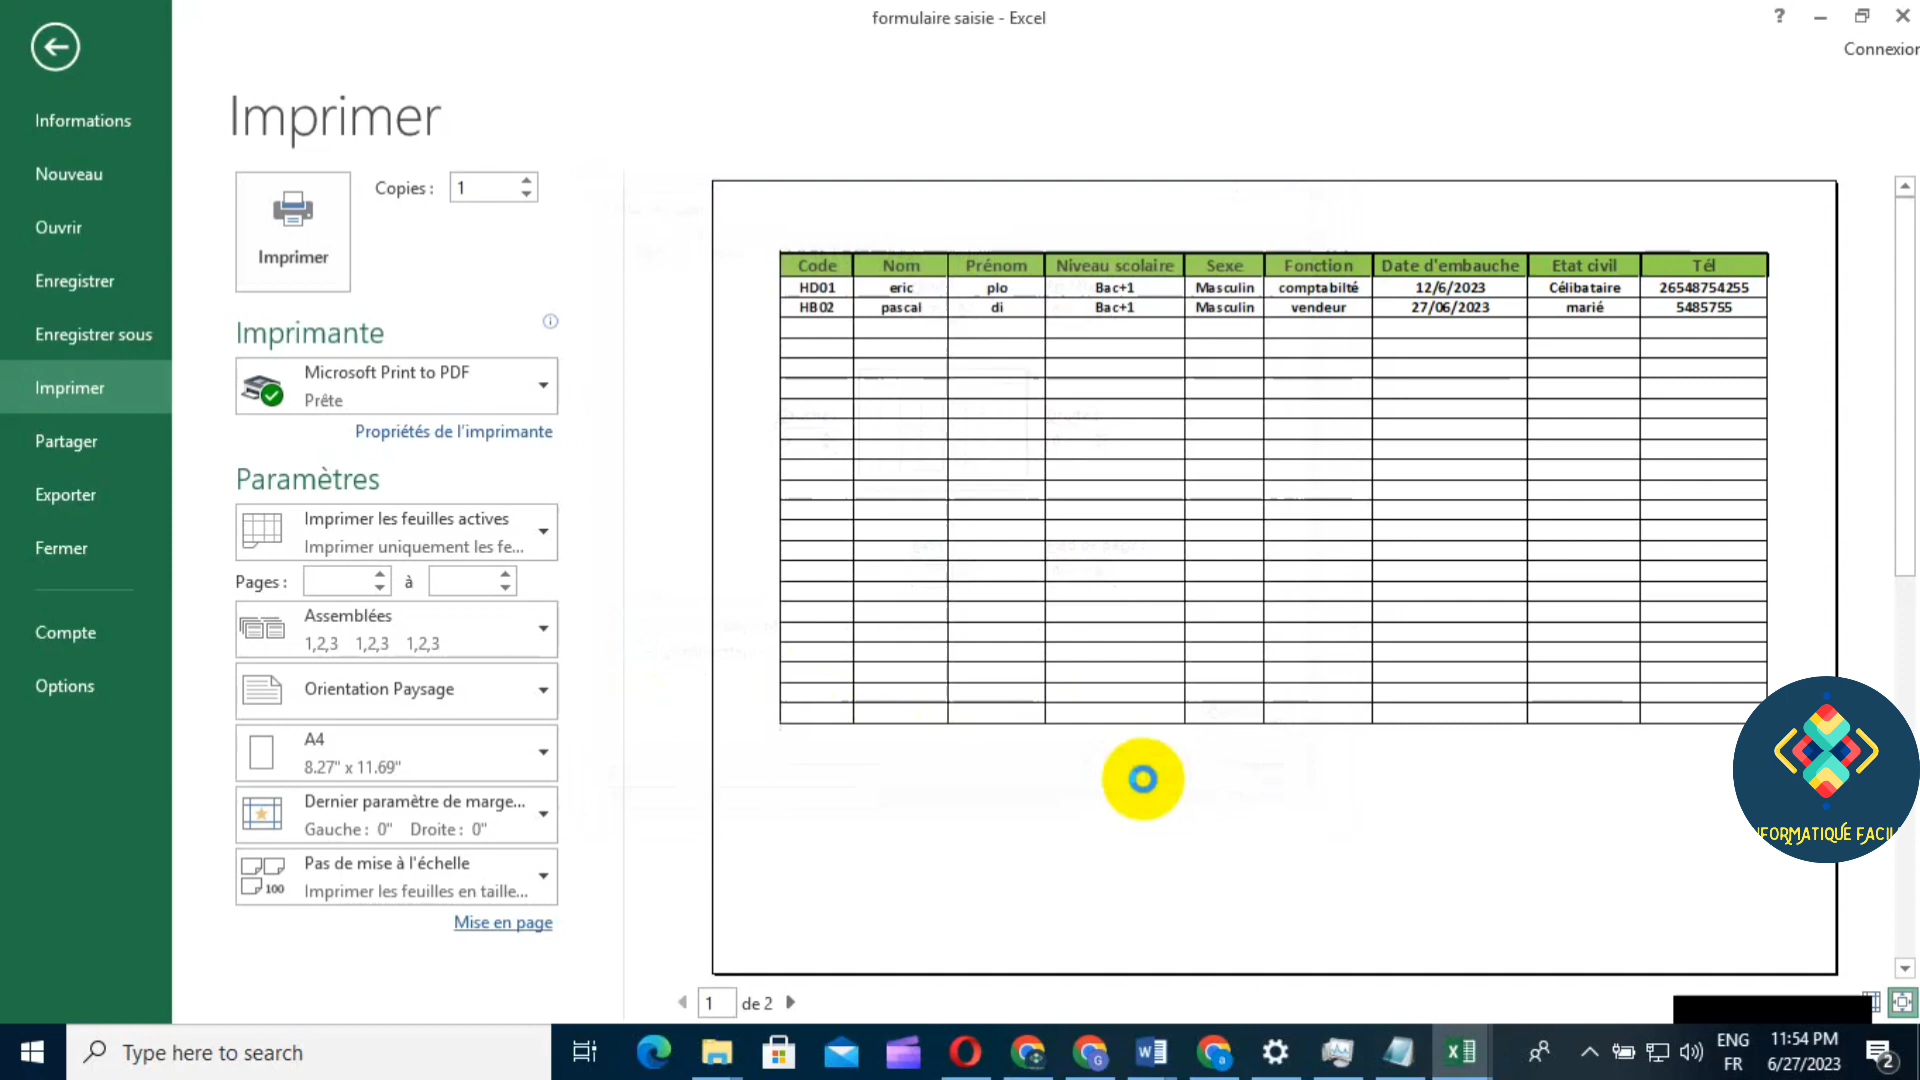 formulaire saisie - Excel
?
Connexion
Informations
Nouveau
Ouvrir
Enregistrer
Enregistrer sous
Imprimer
Partager
Exporter
Fermer
Compte
Options
Imprimer
Imprimer
Copies : 1
Imprimante
Microsoft Print to PDF
Prête
Propriétés de l'imprimante
Paramètres
Imprimer les feuilles actives
Imprimer uniquement les fe...
Pages : à
Assemblées
1,2,3 1,2,3 1,2,3
Orientation Paysage
A4
8.27" x 11.69"
Dernier paramètre de marge...
Gauche : 0" Droite : 0"
Pas de mise à l'échelle
100
Imprimer les feuilles en taille...
Mise en page
Code Nom Prénom Niveau scolaire Sexe Fonction Date d'embauche Etat civil Tél
HD01 eric plo Bac+1 Masculin comptabilté 12/6/2023 Célibataire 26548754255
HB02 pascal di Bac+1 Masculin vendeur 27/06/2023 marié 5485755
NFORMATIQUE FACIL
1 de 2
Type here to search
ENG
FR
11:54 PM
6/27/2023
2